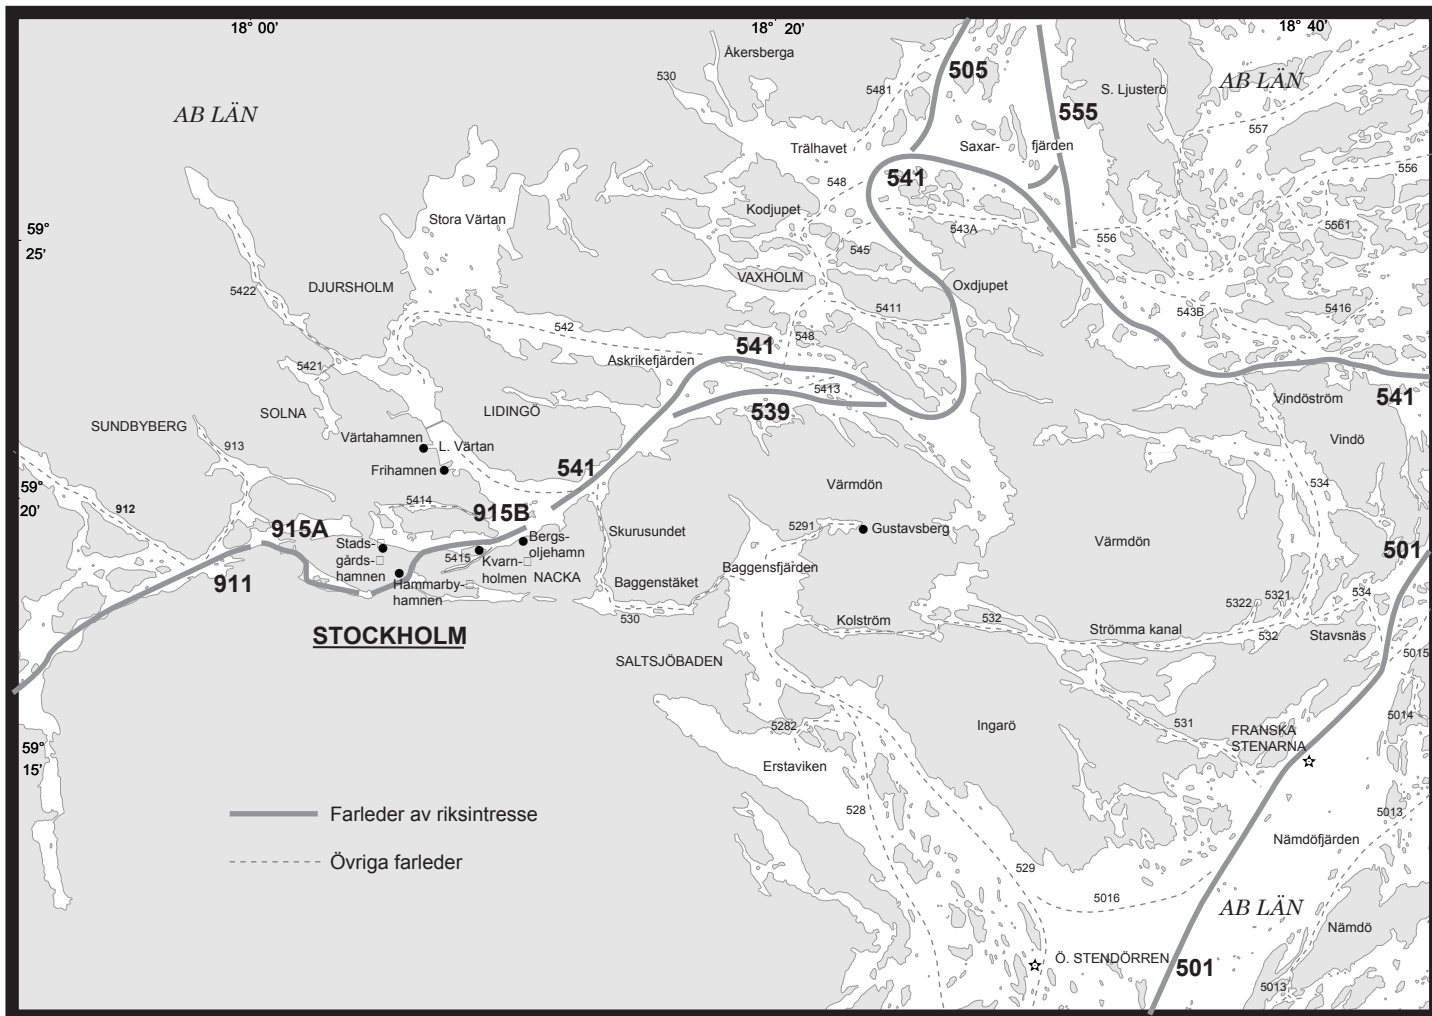 18° 00'
18° 20'
18° 40'
Åkersberga
530
505
AB LÄN
S. Ljusterö
5481
AB LÄN
555
557
Trälhavet
Saxar-
fjärden
541
556
548
Kodjupet
Stora Värtan
543A
5561
59°
25'
556
545
VAXHOLM
Oxdjupet
DJURSHOLM
5422
5411
543B
5416
542
548
541
Askrikefjärden
5421
5413
539
Vindöström
541
SOLNA
LIDINGÖ
SUNDBYBERG
Värtahamnen
L. Värtan
Vindö
913
Frihamnen
541
59°
20'
Värmdön
534
912
5414
915B
915A
5291
Gustavsberg
Skurusundet
Bergs-
oljehamn
Stads-
gårds-
hamnen
5415
Kvarn-
holmen
NACKA
Värmdön
501
Baggensfjärden
911
Hammarby-
hamnen
Baggenstäket
534
5322
5321
530
Kolström
532
Strömma kanal
532
Stavsnäs
STOCKHOLM
5015
SALTSJÖBADEN
5014
5282
Ingarö
531
FRANSKA
STENARNA
59°
15'
Erstaviken
Farleder av riksintresse
528
5013
Nämdöfjärden
Övriga farleder
529
5016
AB LÄN
Nämdö
Ö. STENDÖRREN
501
5013